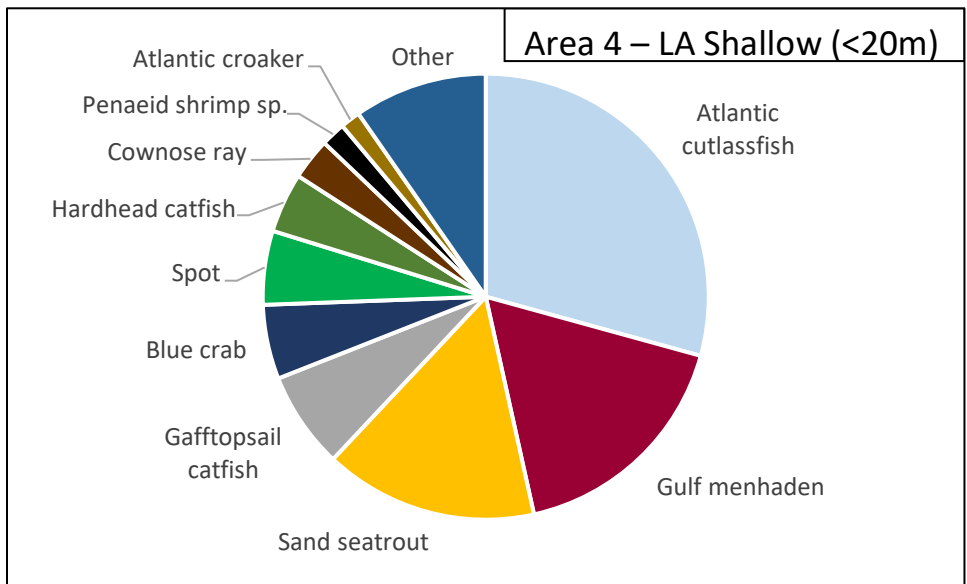 Area 4 – LA Shallow (<20m)
Atlantic croaker
Other
Penaeid shrimp sp.
Atlantic
cutlassfish
Cownose ray
Hardhead catfish
Spot
Blue crab
Gafftopsail
catfish
Gulf menhaden
Sand seatrout